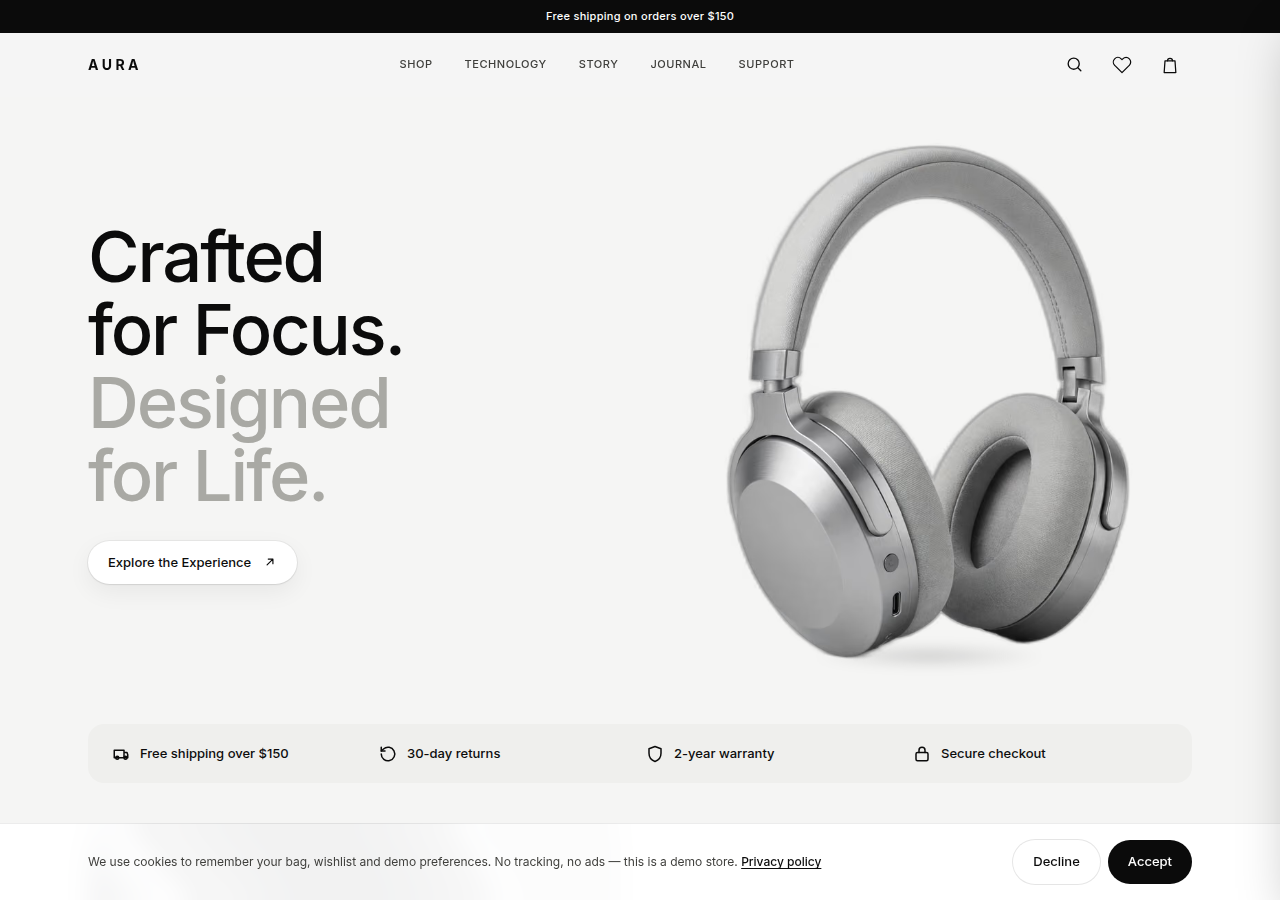 Free shipping on orders over $150
AURA
SHOP
TECHNOLOGY
STORY
JOURNAL
SUPPORT
Crafted
for Focus.
Designed
for Life.
Explore the Experience
Free shipping over $150
30-day returns
2-year warranty
Secure checkout
We use cookies to remember your bag, wishlist and demo preferences. No tracking, no ads — this is a demo store. Privacy policy
Decline
Accept